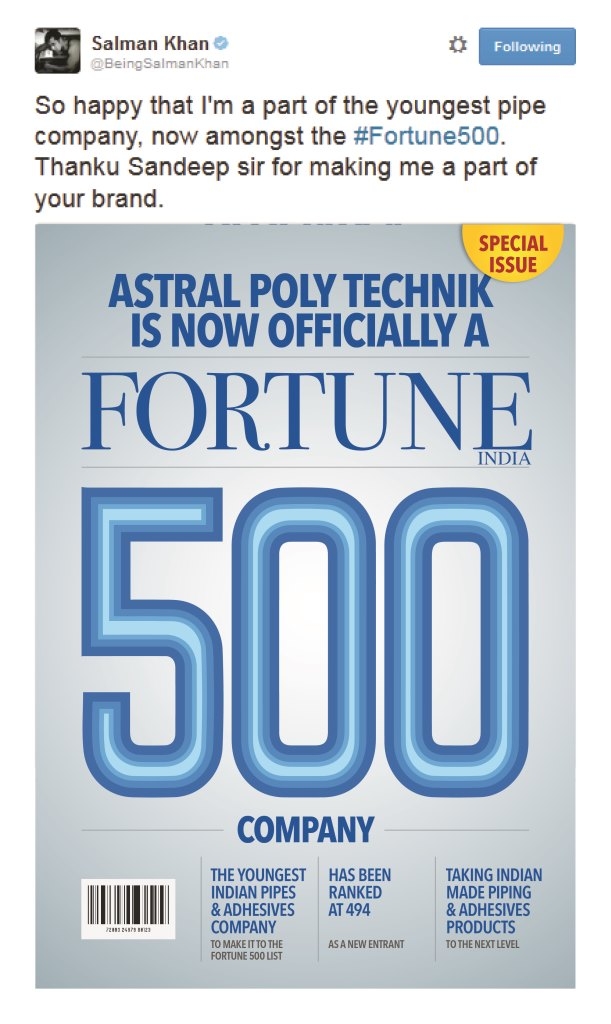 Salman Khan
@BeingSalmanKhan
Following
So happy that I'm a part of the youngest pipe
company, now amongst the #Fortune500.
Thanku Sandeep sir for making me a part of
your brand.
SPECIAL
ISSUE
ASTRAL POLY TECHNIK
IS NOW OFFICIALLY A
FORTUNE
INDIA
500
COMPANY
THE YOUNGEST
INDIAN PIPES
& ADHESIVES
COMPANY
TO MAKE IT TO THE
FORTUNE 500 LIST
HAS BEEN
RANKED
AT 494
AS A NEW ENTRANT
TAKING INDIAN
MADE PIPING
& ADHESIVES
PRODUCTS
TO THE NEXT LEVEL